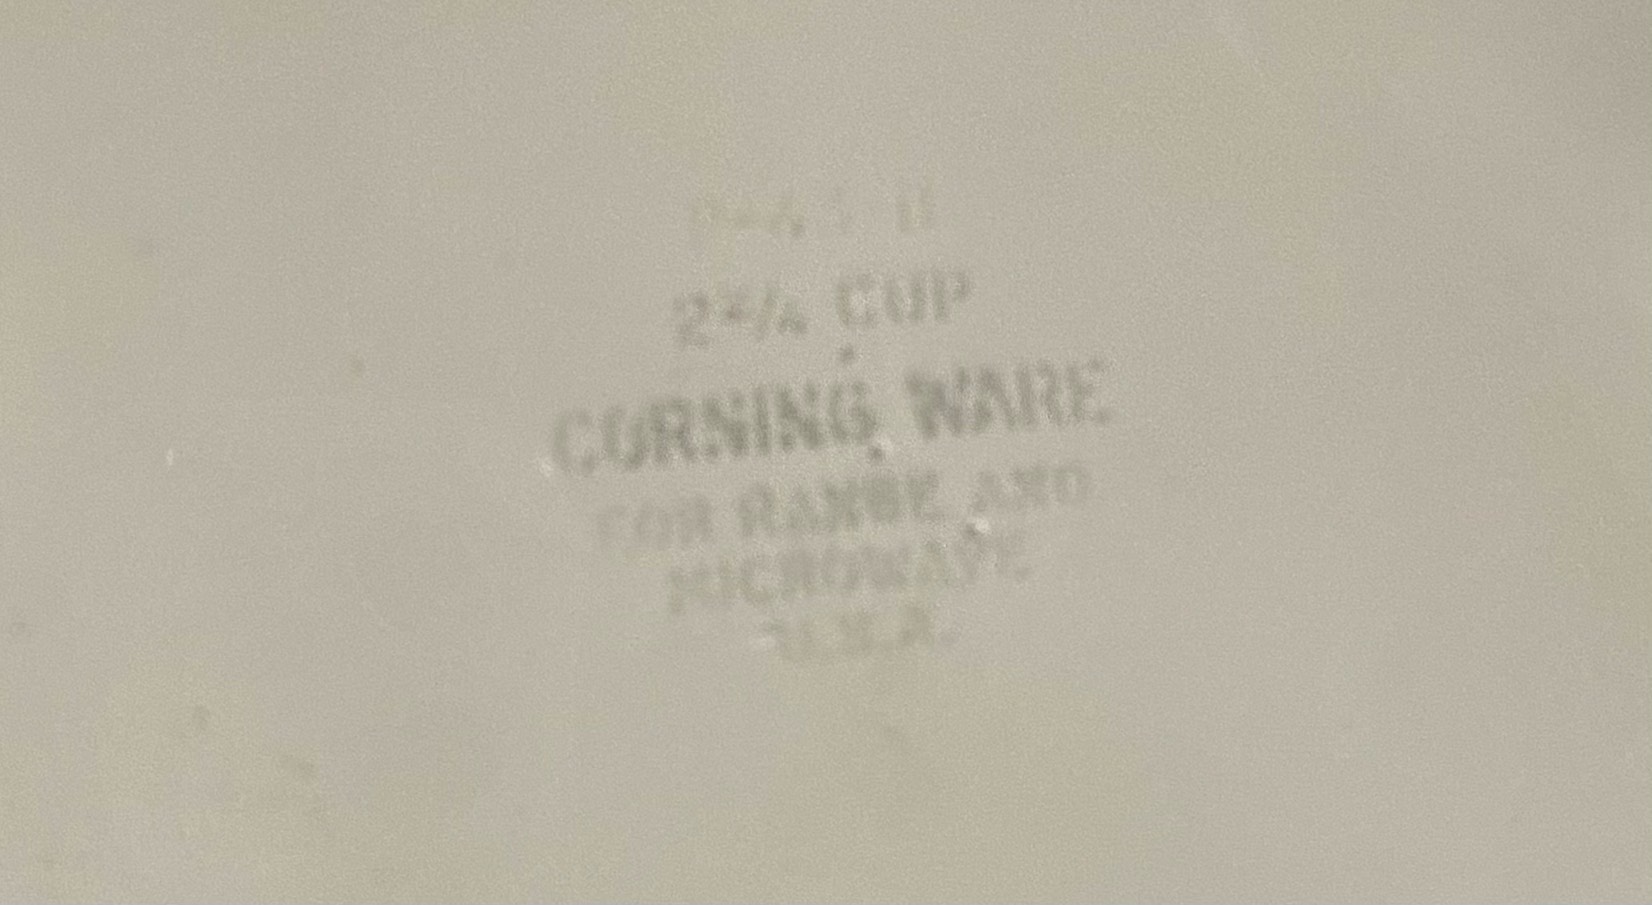 2¾ CUP
CORNING WARE
FOR RANGE AND
MICROWAVE
U.S.A.